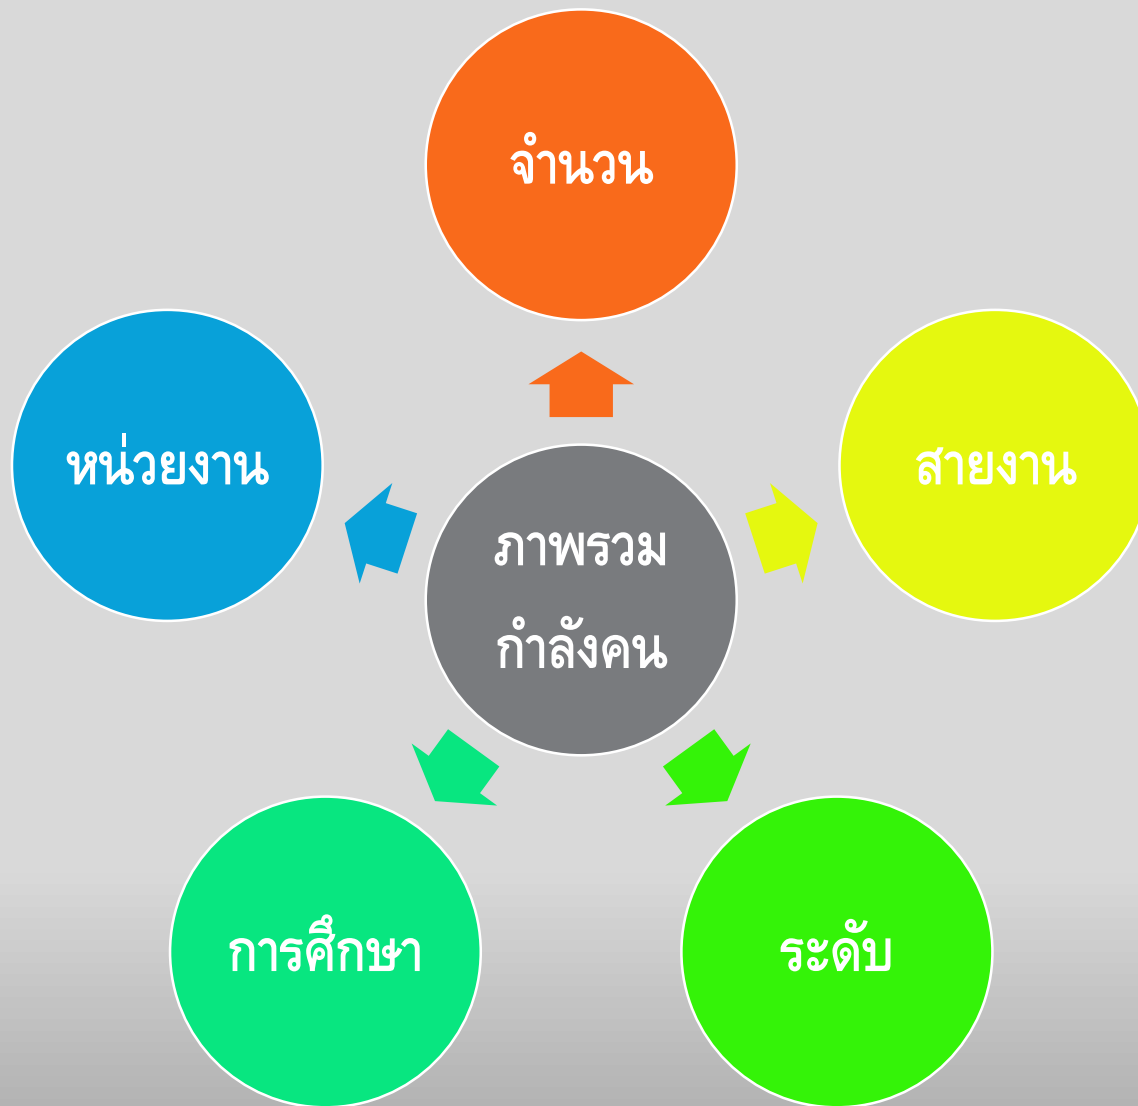 จำนวน
หน่วยงาน
สายงาน
ภาพรวม
กำลังคน
การศึกษา
ระดับ